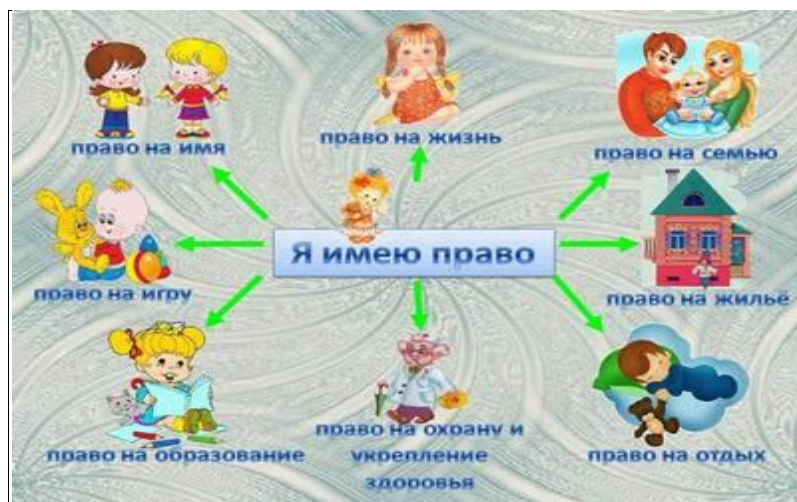 право на имя
право на жизнь
право на семью
Я имею право
право на игру
право на жильё
право на образование
право на охрану и
укрепление
здоровья
право на отдых